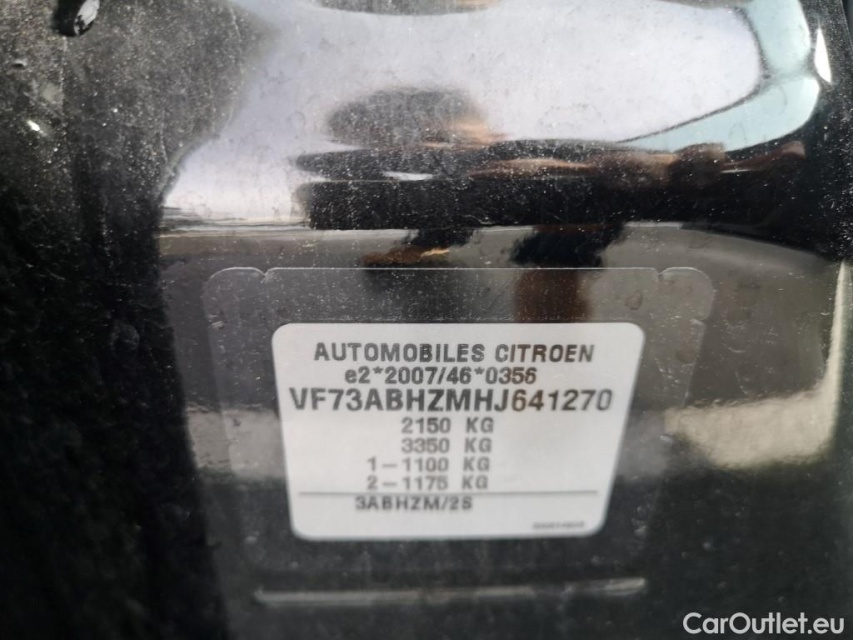 AUTOMOBILES CITROEN
e2*2007/46*0356
VF73ABHZMHJ641270
2150 KG
3350 KG
1-1100 KG
2-1175 KG
3ABHZM/2S
CarOutlet.eu